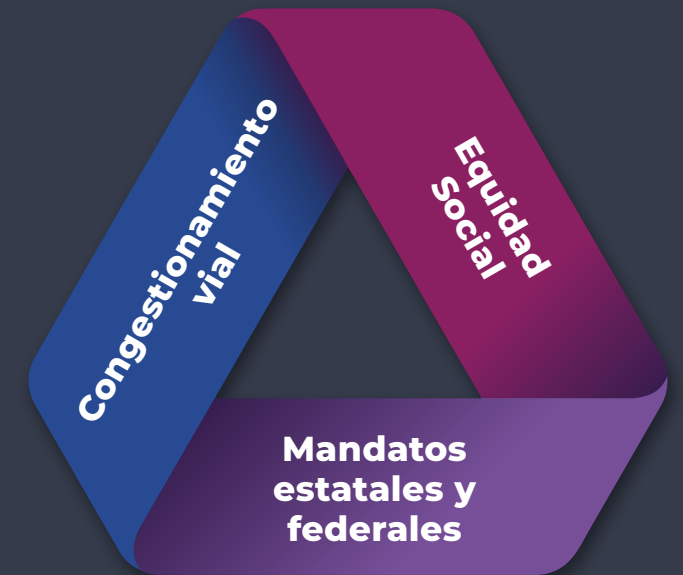 Congestionamiento
vial
Equidad
Social
Mandatos
estatales y
federales